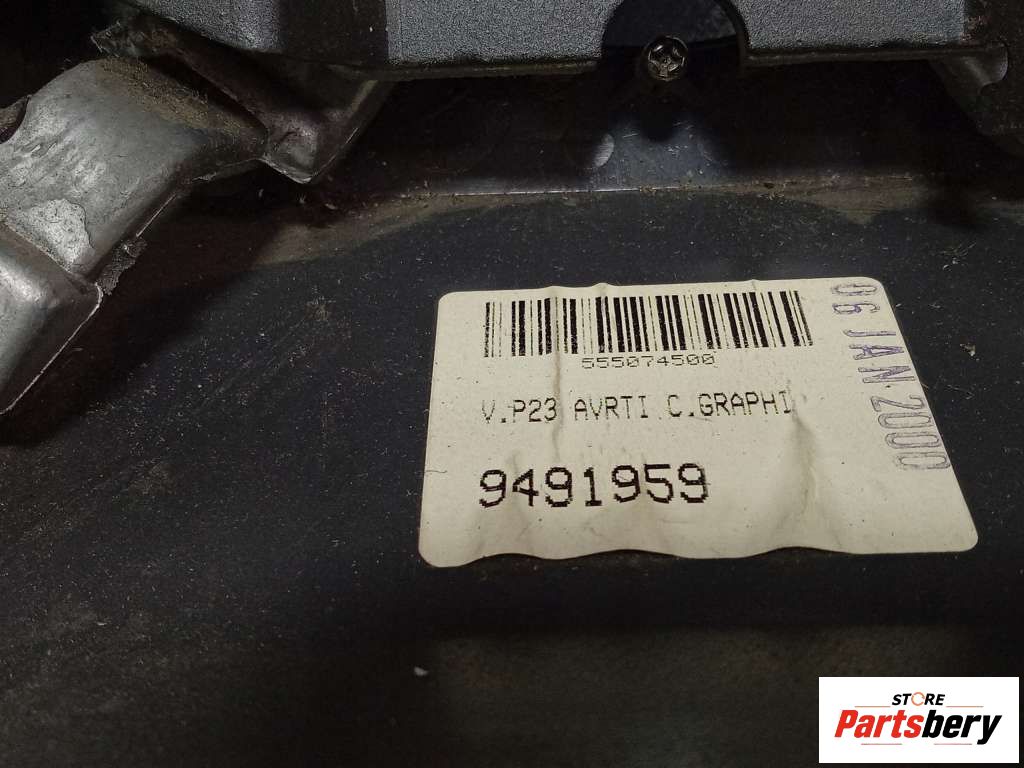 555074500
V.P23 AVRTI C.GRAPHI
9491959
06 JAN 2000
STORE
Partsbery